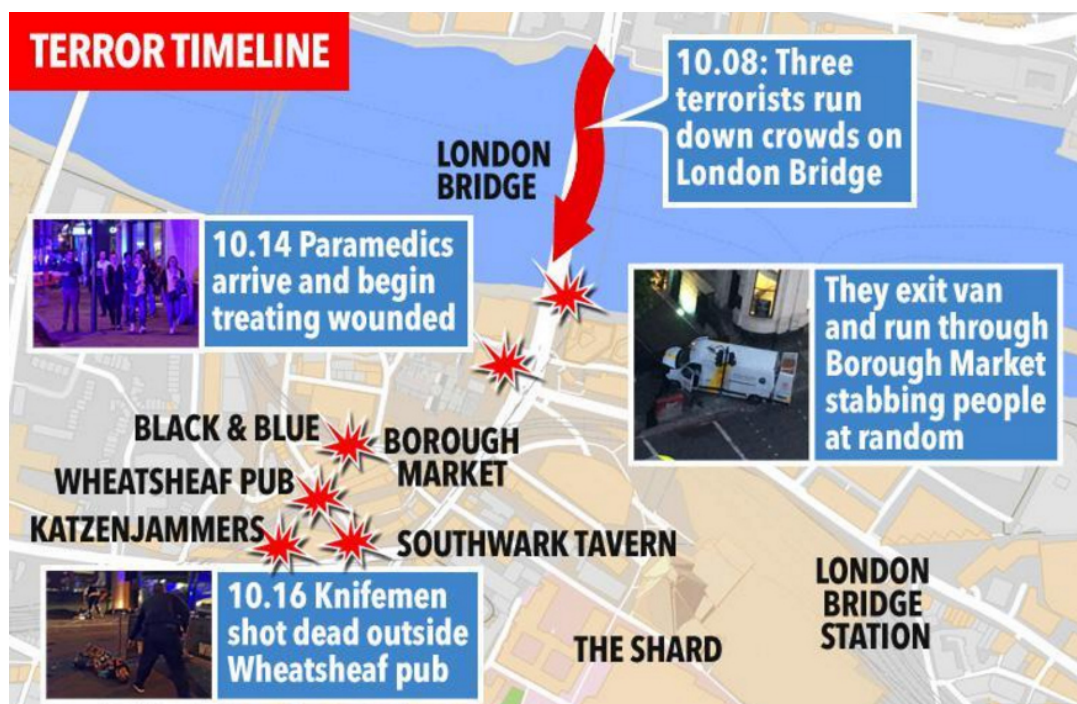 TERROR TIMELINE
10.08: Three
terrorists run
down crowds on
London Bridge
LONDON
BRIDGE
10.14 Paramedics
arrive and begin
treating wounded
They exit van
and run through
Borough Market
stabbing people
at random
BLACK & BLUE
BOROUGH
MARKET
WHEATSHEAF PUB
KATZENJAMMERS
SOUTHWARK TAVERN
10.16 Knifemen
shot dead outside
Wheatsheaf pub
THE SHARD
LONDON
BRIDGE
STATION